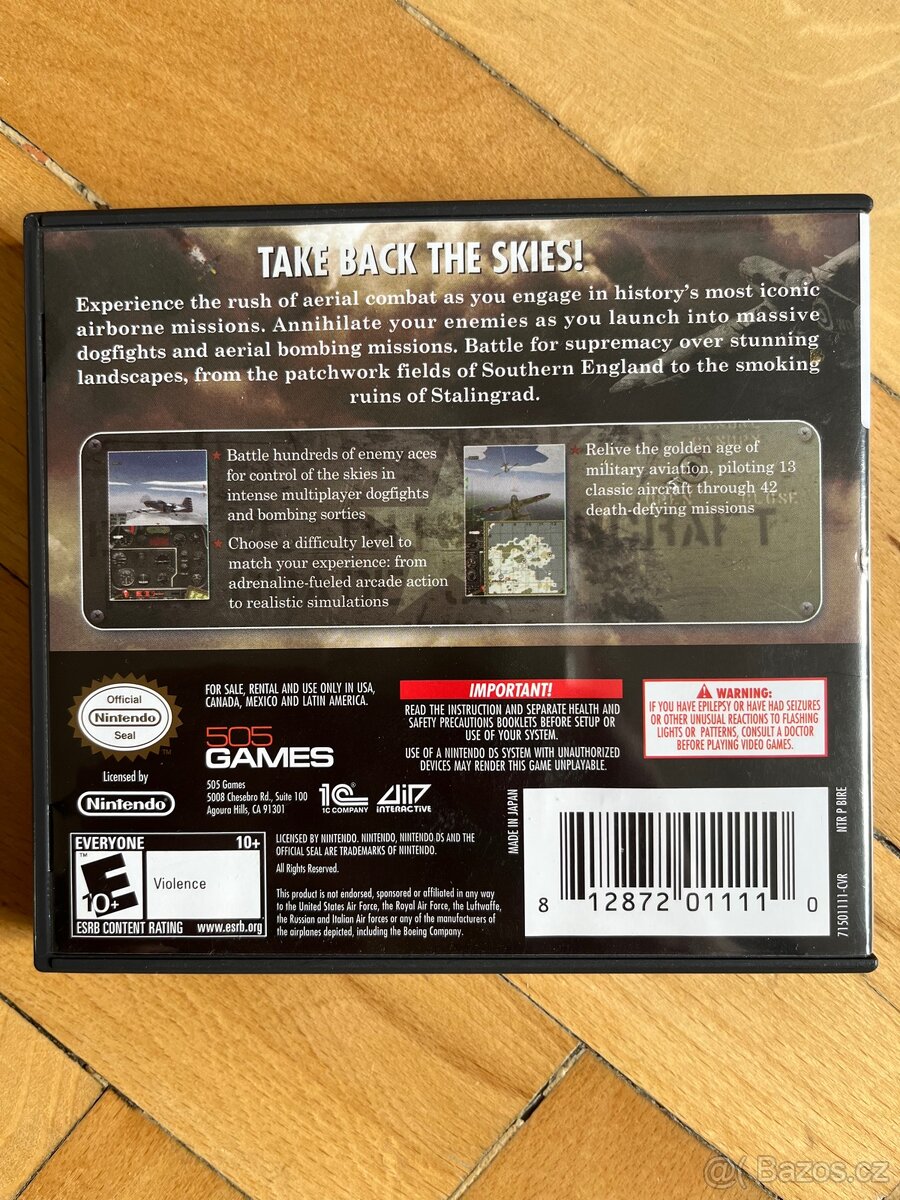 TAKE BACK THE SKIES!
Experience the rush of aerial combat as you engage in history's most iconic
airborne missions. Annihilate your enemies as you launch into massive
dogfights and aerial bombing missions. Battle for supremacy over stunning
landscapes, from the patchwork fields of Southern England to the smoking
ruins of Stalingrad.
Battle hundreds of enemy aces
for control of the skies in
intense multiplayer dogfights
and bombing sorties
Choose a difficulty level to
match your experience: from
adrenaline-fueled arcade action
to realistic simulations
Relive the golden age of
military aviation, piloting 13
classic aircraft through 42
death-defying missions
Official
Nintendo
Seal
TM
Licensed by
Nintendo
FOR SALE, RENTAL AND USE ONLY IN USA,
CANADA, MEXICO AND LATIN AMERICA.
505
GAMES
505 Games
5008 Chesebro Rd., Suite 100
Agoura Hills, CA 91301
1C®
1C COMPANY
AiP
INTERACTIVE
IMPORTANT!
READ THE INSTRUCTION AND SEPARATE HEALTH AND
SAFETY PRECAUTIONS BOOKLETS BEFORE SETUP OR
USE OF YOUR SYSTEM.
USE OF A NINTENDO DS SYSTEM WITH UNAUTHORIZED
DEVICES MAY RENDER THIS GAME UNPLAYABLE.
WARNING:
IF YOU HAVE EPILEPSY OR HAVE HAD SEIZURES
OR OTHER UNUSUAL REACTIONS TO FLASHING
LIGHTS OR PATTERNS, CONSULT A DOCTOR
BEFORE PLAYING VIDEO GAMES.
EVERYONE 10+
TM
E
10+
Violence
ESRB CONTENT RATING www.esrb.org
LICENSED BY NINTENDO. NINTENDO, NINTENDO DS AND THE
OFFICIAL SEAL ARE TRADEMARKS OF NINTENDO.
All Rights Reserved.
This product is not endorsed, sponsored or affiliated in any way
to the United States Air Force, the Royal Air Force, the Luftwaffe,
the Russian and Italian Air forces or any of the manufacturers of
the airplanes depicted, including the Boeing Company.
MADE IN JAPAN
8 12872 01111 0
71501111-CVR NTR P BIRE
@( Bazos.cz